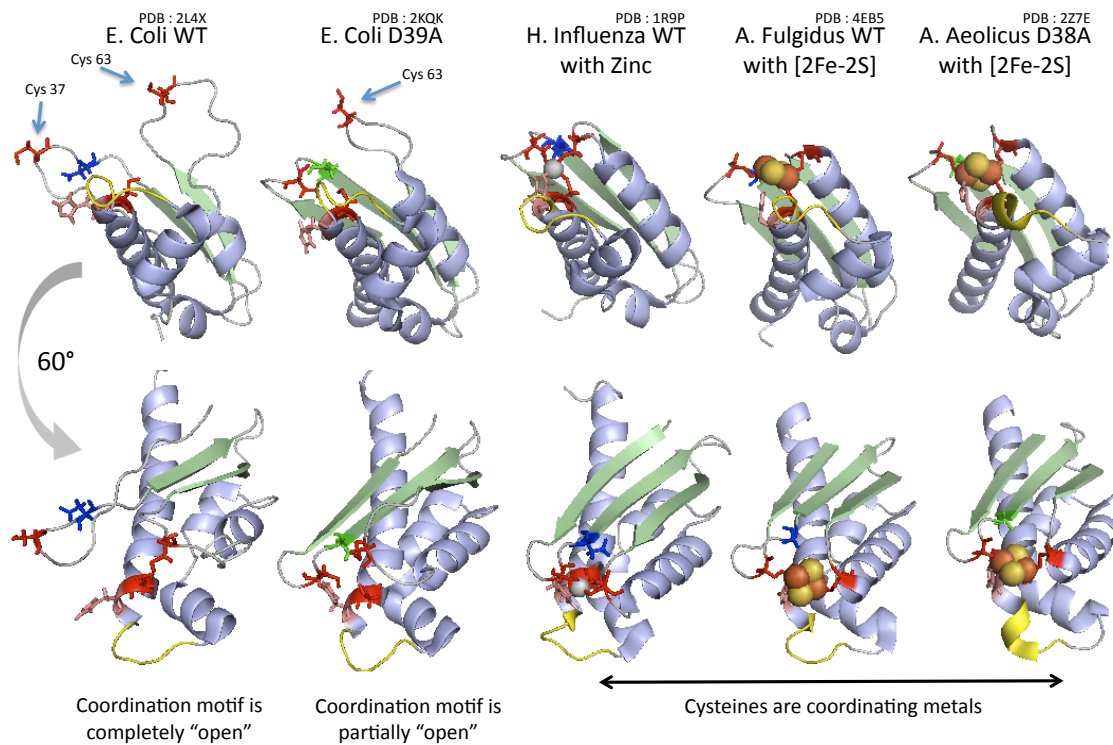 PDB : 2L4X
E. Coli WT
PDB : 2KQK
E. Coli D39A
PDB : 1R9P
H. Influenza WT
with Zinc
PDB : 4EB5
A. Fulgidus WT
with [2Fe-2S]
PDB : 2Z7E
A. Aeolicus D38A
with [2Fe-2S]
Cys 63
Cys 37
Cys 63
60°
Coordination motif is
completely “open”
Coordination motif is
partially “open”
Cysteines are coordinating metals